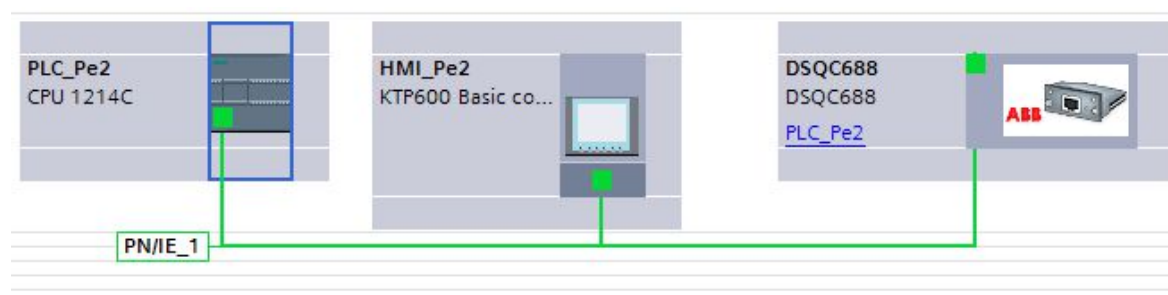 PLC_Pe2
CPU 1214C
HMI_Pe2
KTP600 Basic co...
DSQC688
DSQC688
PLC_Pe2
ABB
PN/IE_1